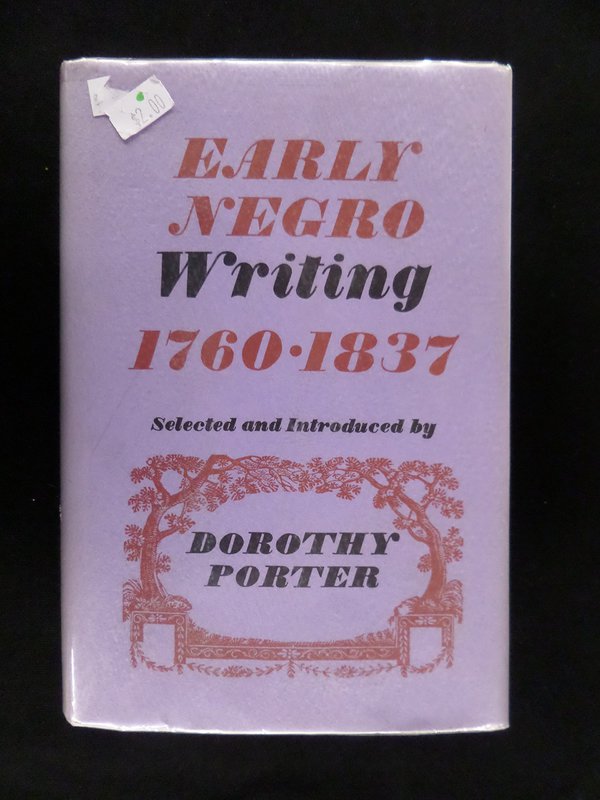 $2.00
EARLY
NEGRO
Writing
1760·1837
Selected and Introduced by
DOROTHY
PORTER